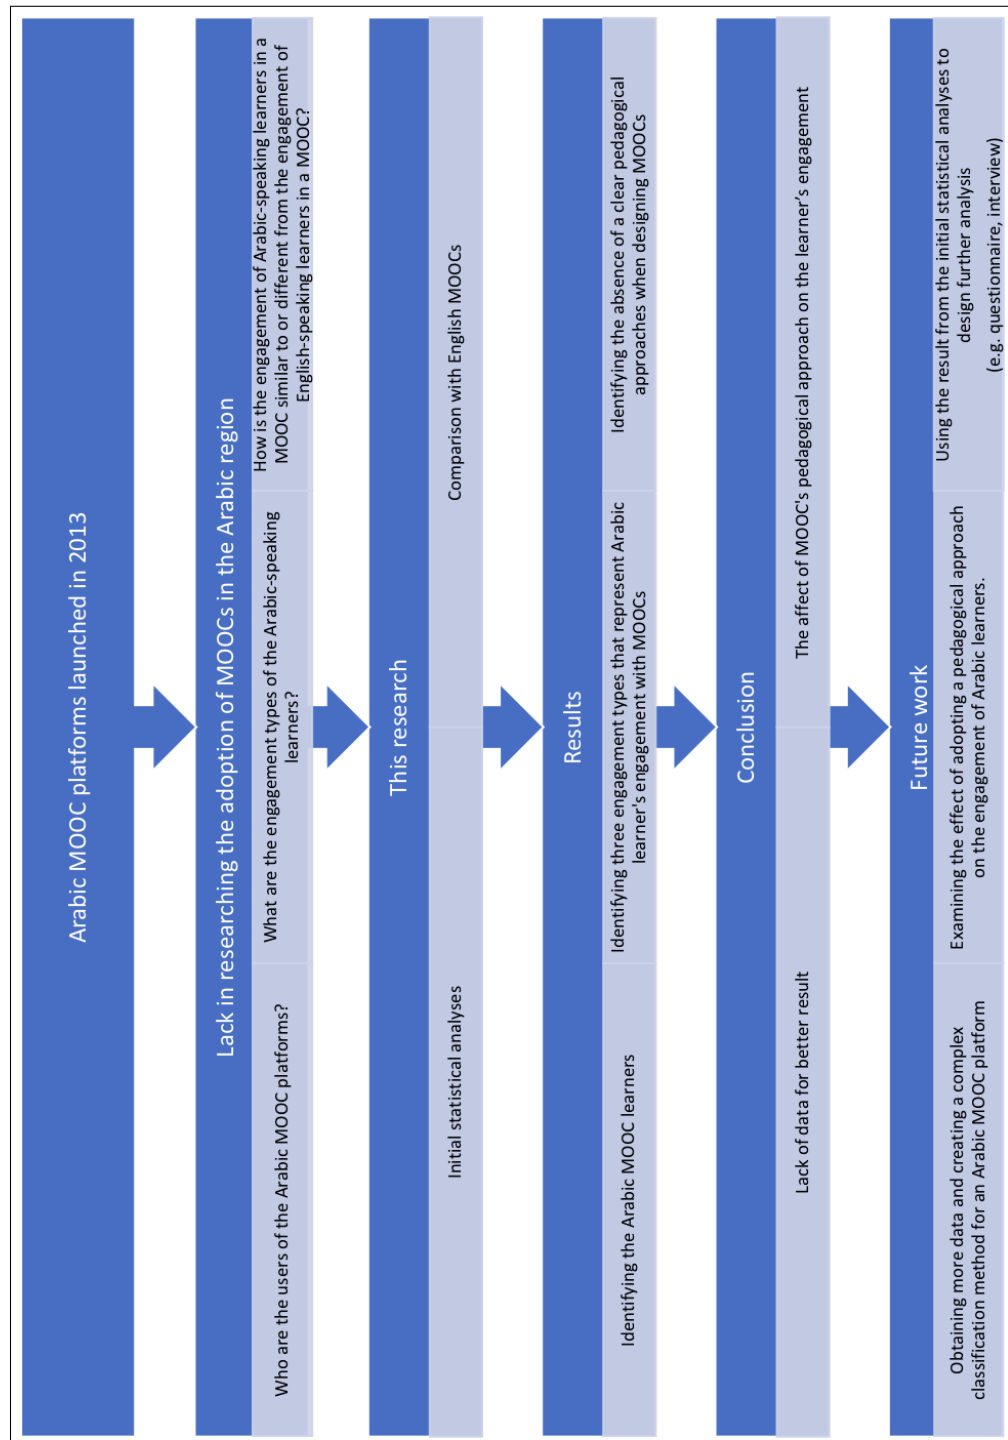 Arabic MOOC platforms launched in 2013
Lack in researching the adoption of MOOCs in the Arabic region
Who are the users of the Arabic MOOC platforms?
What are the engagement types of the Arabic-speaking
learners?
How is the engagement of Arabic-speaking learners in a
MOOC similar to or different from the engagement of
English-speaking learners in a MOOC?
This research
Initial statistical analyses
Comparison with English MOOCs
Results
Identifying the Arabic MOOC learners
Identifying three engagement types that represent Arabic
learner's engagement with MOOCs
Identifying the absence of a clear pedagogical
approaches when designing MOOCs
Conclusion
Lack of data for better result
The affect of MOOC's pedagogical approach on the learner’s engagement
Future work
Obtaining more data and creating a complex
classification method for an Arabic MOOC platform
Examining the effect of adopting a pedagogical approach
on the engagement of Arabic learners.
Using the result from the initial statistical analyses to
design further analysis
(e.g. questionnaire, interview)